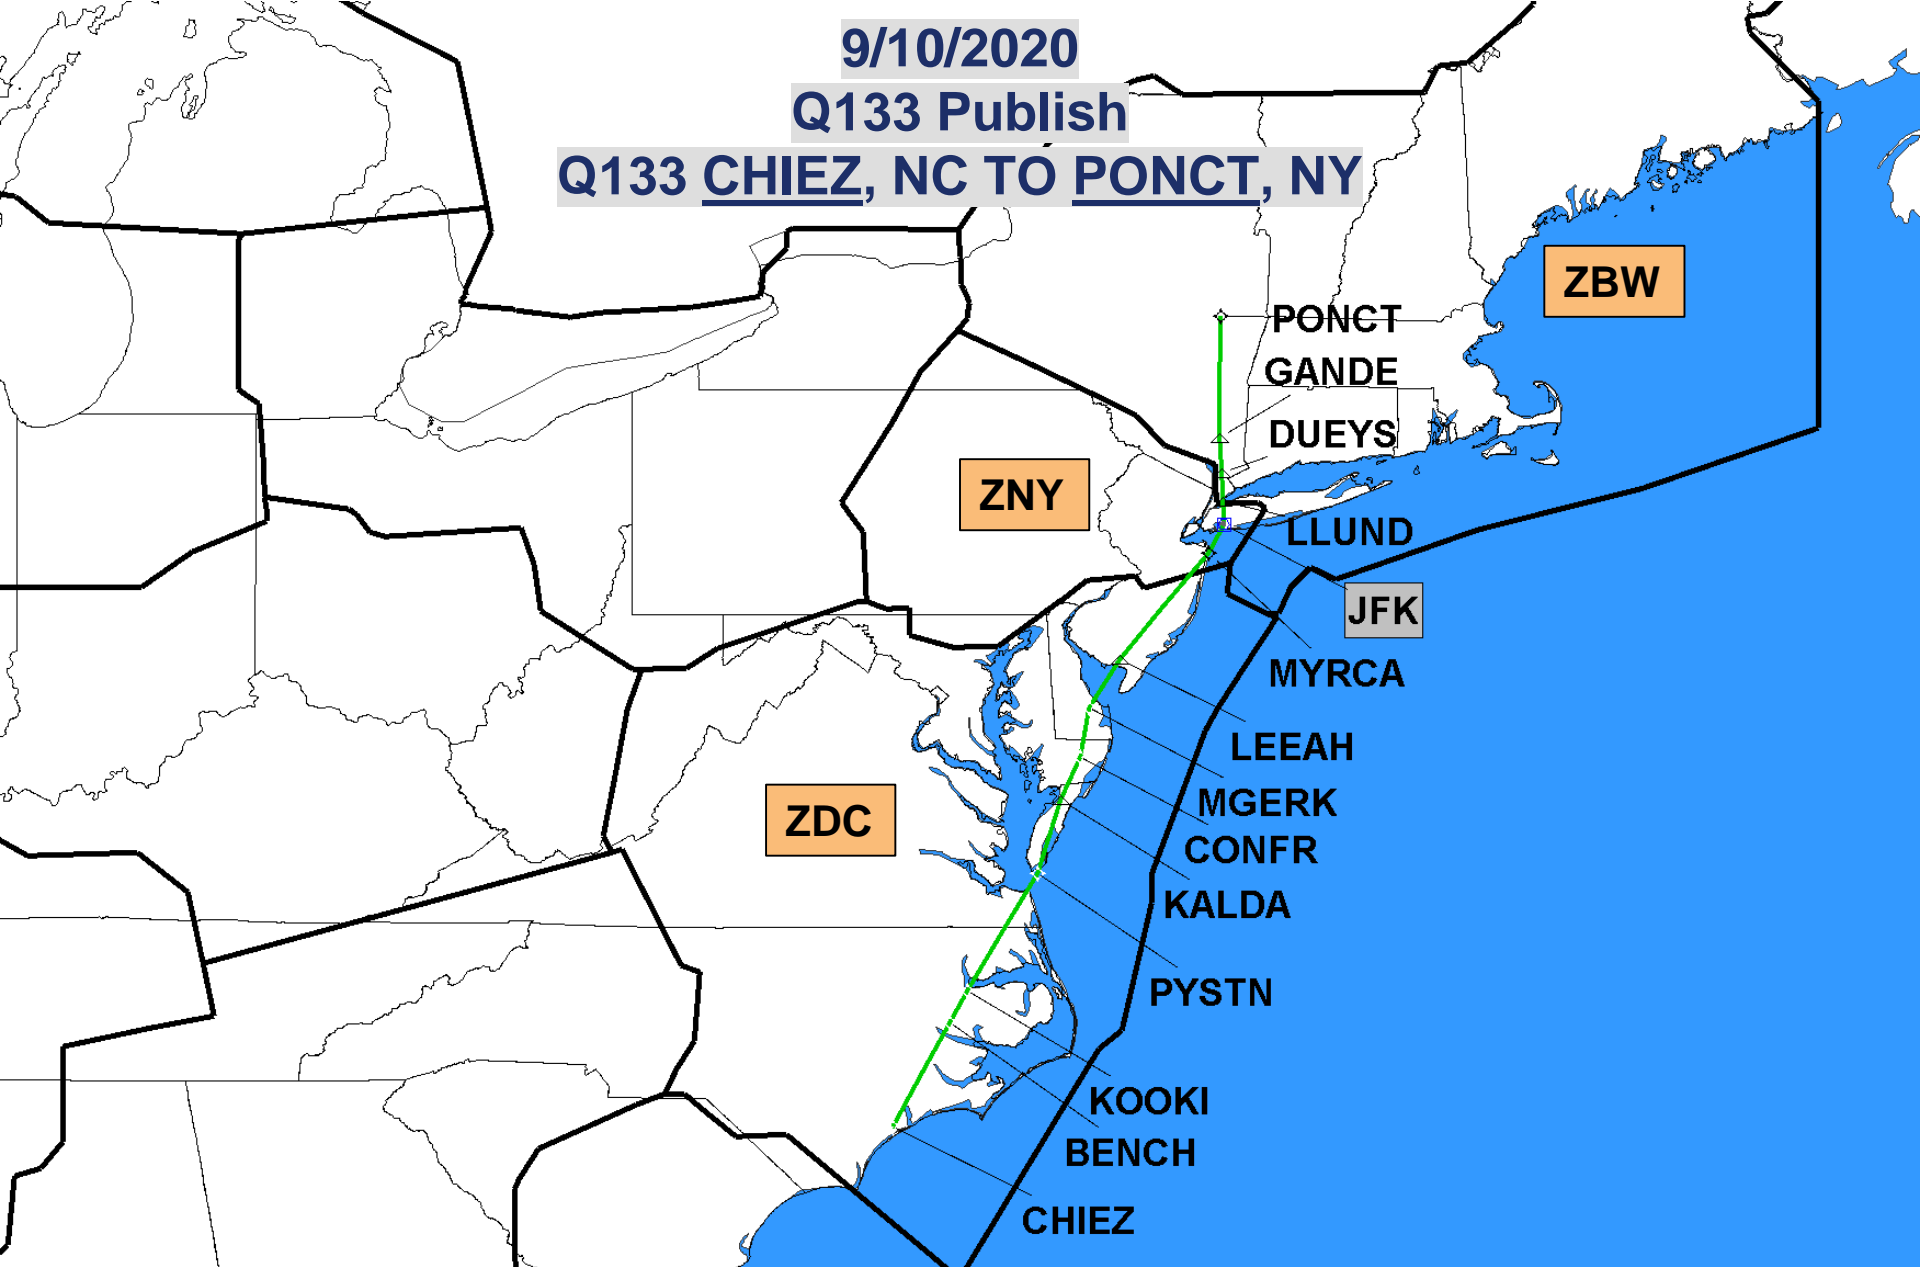 9/10/2020
Q133 Publish
Q133 CHIEZ, NC TO PONCT, NY
ZBW
PONCT
GANDE
DUEYS
ZNY
LLUND
JFK
MYRCA
LEEAH
MGERK
ZDC
CONFR
KALDA
PYSTN
KOOKI
BENCH
CHIEZ